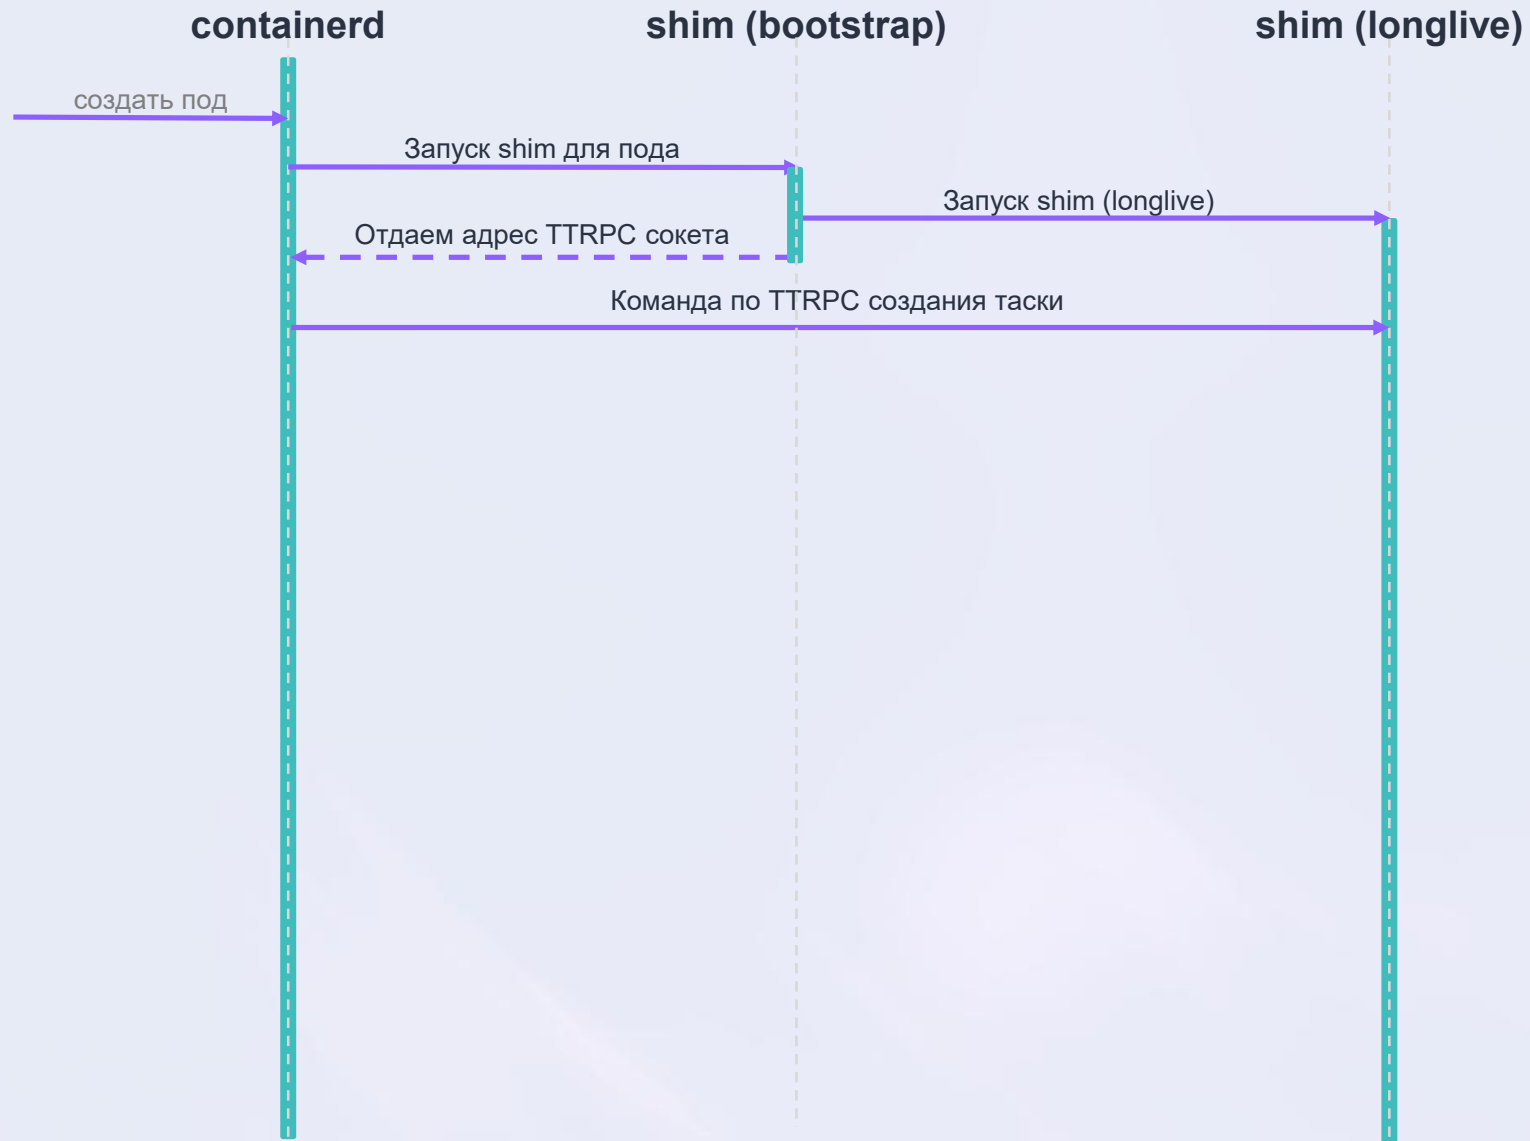 containerd
shim (bootstrap)
shim (longlive)
создать под
Запуск shim для пода
Запуск shim (longlive)
Отдаем адрес TTRPC сокета
Команда по TTRPC создания таски